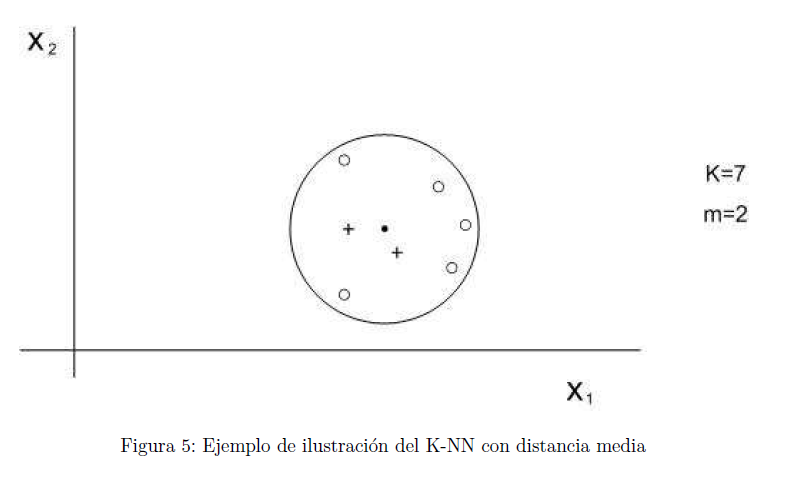 X₂
K=7
m=2
X₁
Figura 5: Ejemplo de ilustración del K-NN con distancia media